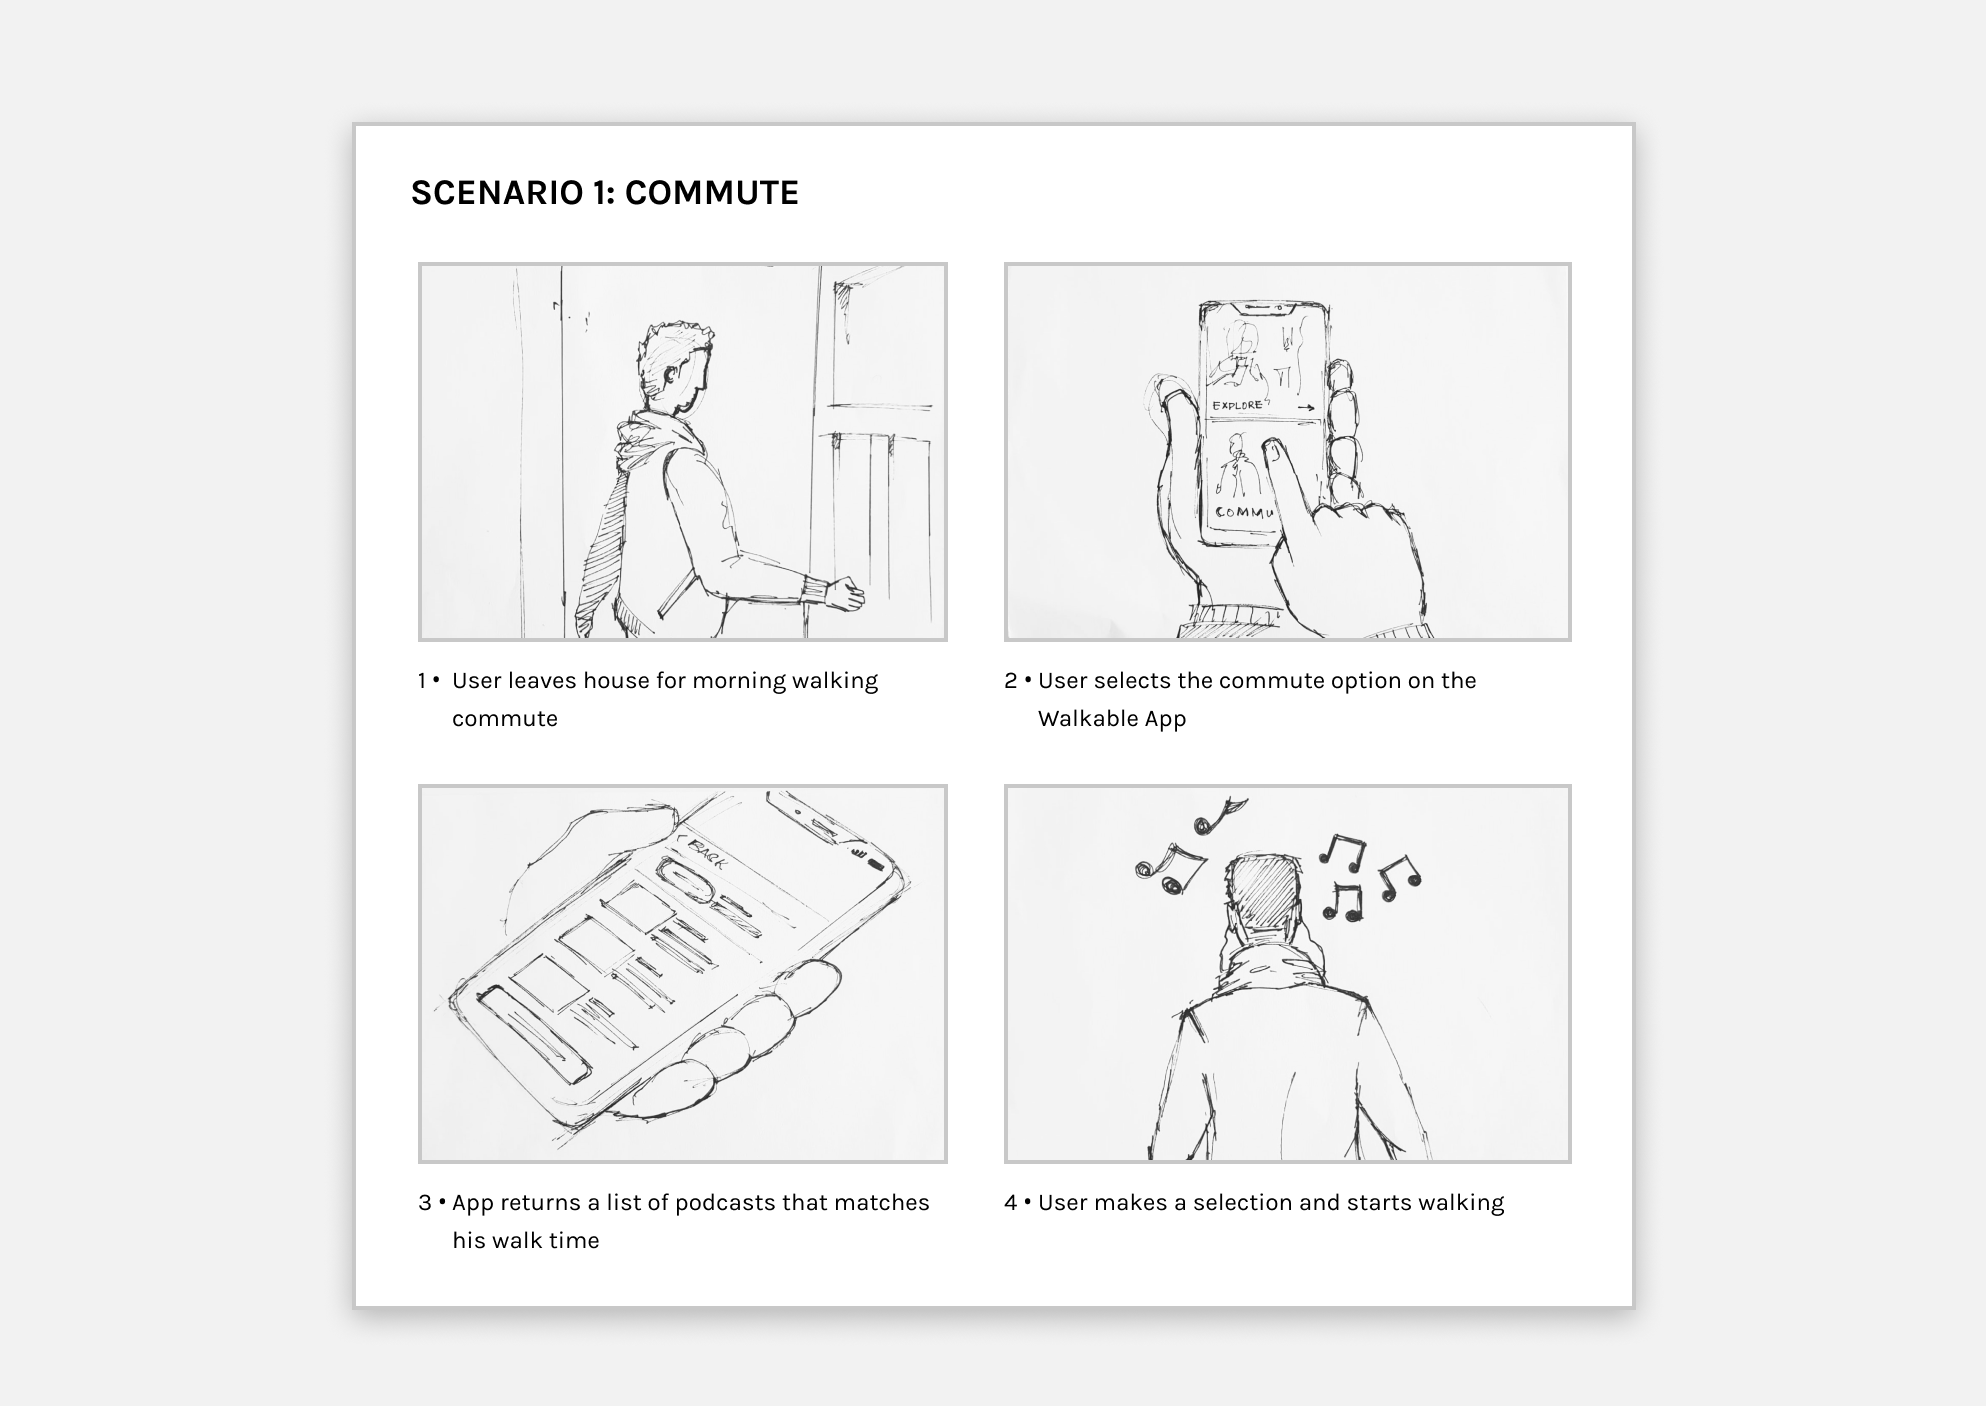 SCENARIO 1: COMMUTE
EXPLORE
→
COMMU
1 • User leaves house for morning walking
commute
2 • User selects the commute option on the
Walkable App
< BACK
3 • App returns a list of podcasts that matches
his walk time
4 • User makes a selection and starts walking